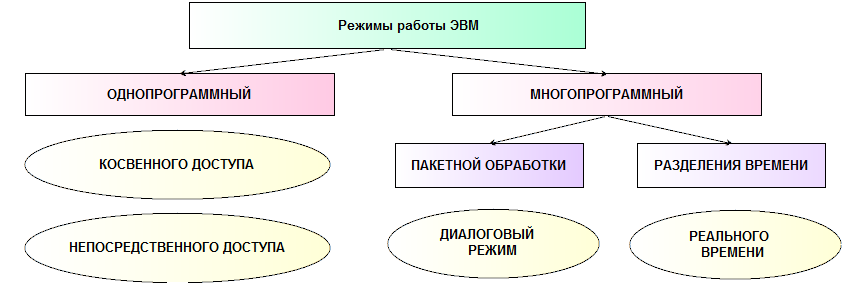 Режимы работы ЭВМ
ОДНОПРОГРАММНЫЙ
МНОГОПРОГРАММНЫЙ
КОСВЕННОГО ДОСТУПА
ПАКЕТНОЙ ОБРАБОТКИ
РАЗДЕЛЕНИЯ ВРЕМЕНИ
НЕПОСРЕДСТВЕННОГО ДОСТУПА
ДИАЛОГОВЫЙ
РЕЖИМ
РЕАЛЬНОГО
ВРЕМЕНИ